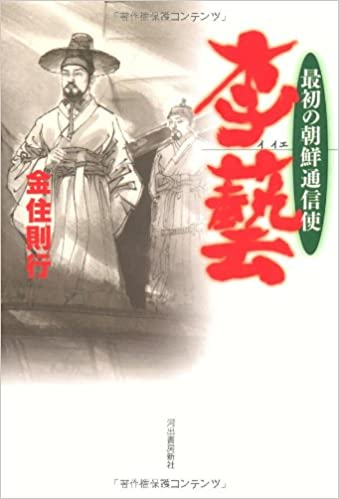 「著作権保護コンテンツ」
最初の朝鮮通信使
李藝
イイエ
金住則行
河出書房新社
「著作権保護コンテンツ」